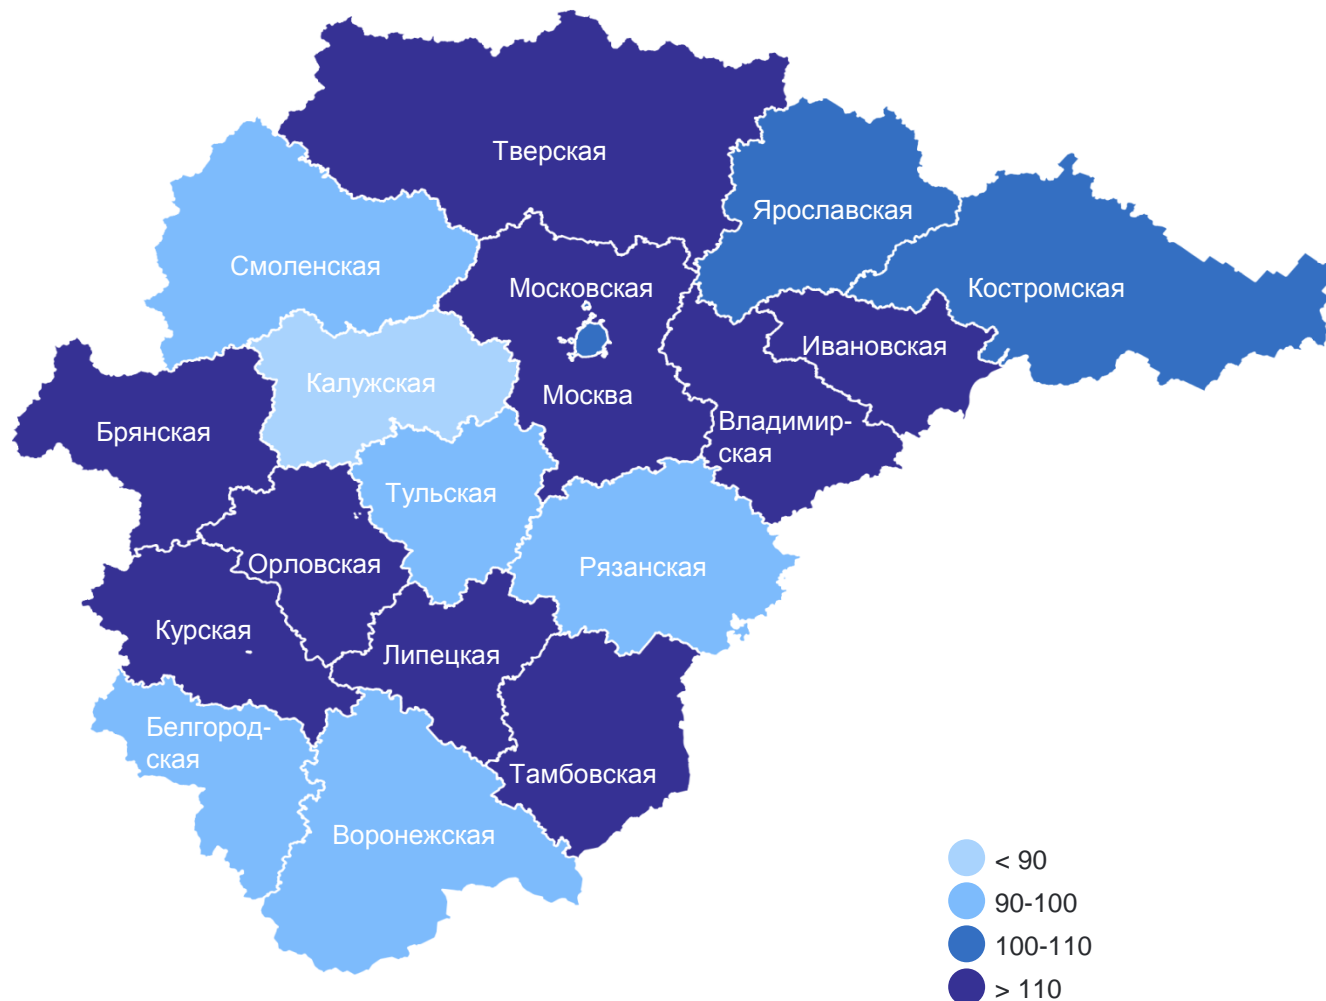 Тверская
Ярославская
Смоленская
Московская
Костромская
Ивановская
Калужская
Москва
Брянская
Владимир-
ская
Тульская
Орловская
Рязанская
Курская
Липецкая
Белгород-
ская
Тамбовская
Воронежская
< 90
90-100
100-110
> 110